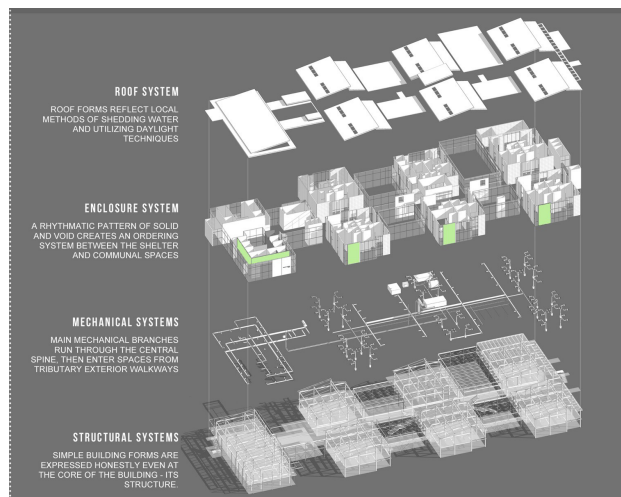 ROOF SYSTEM
ROOF FORMS REFLECT LOCAL
METHODS OF SHEDDING WATER
AND UTILIZING DAYLIGHT
TECHNIQUES
ENCLOSURE SYSTEM
A RHYTHMATIC PATTERN OF SOLID
AND VOID CREATES AN ORDERING
SYSTEM BETWEEN THE SHELTER
AND COMMUNAL SPACES
MECHANICAL SYSTEMS
MAIN MECHANICAL BRANCHES
RUN THROUGH THE CENTRAL
SPINE, THEN ENTER SPACES FROM
TRIBUTARY EXTERIOR WALKWAYS
STRUCTURAL SYSTEMS
SIMPLE BUILDING FORMS ARE
EXPRESSED HONESTLY EVEN AT
THE CORE OF THE BUILDING - ITS
STRUCTURE.